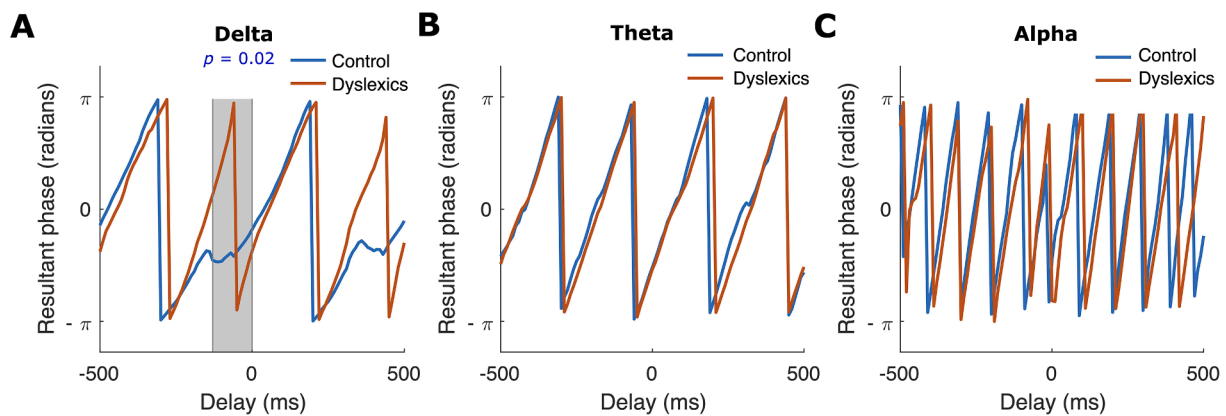 A
Delta
p = 0.02
Control
Dyslexics
Resultant phase (radians)
π
0
- π
-500
0
500
Delay (ms)
B
Theta
Control
Dyslexics
Resultant phase (radians)
π
0
- π
-500
0
500
Delay (ms)
C
Alpha
Control
Dyslexics
Resultant phase (radians)
π
0
- π
-500
0
500
Delay (ms)